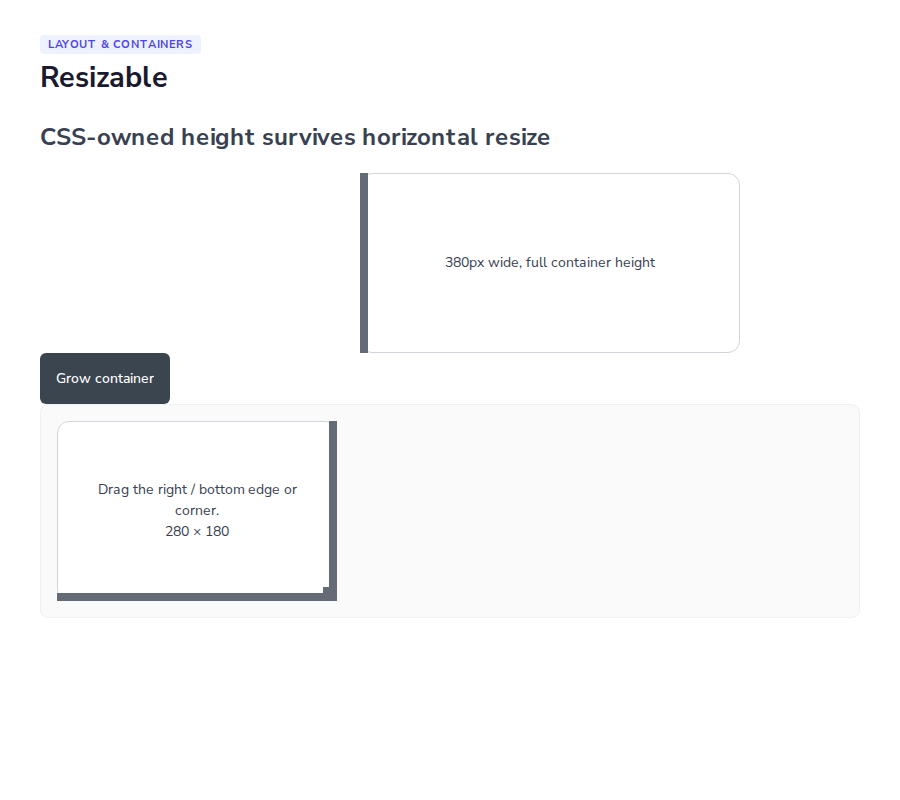 LAYOUT & CONTAINERS
Resizable
CSS-owned height survives horizontal resize
380px wide, full container height
Grow container
Drag the right / bottom edge or
corner.
280 × 180